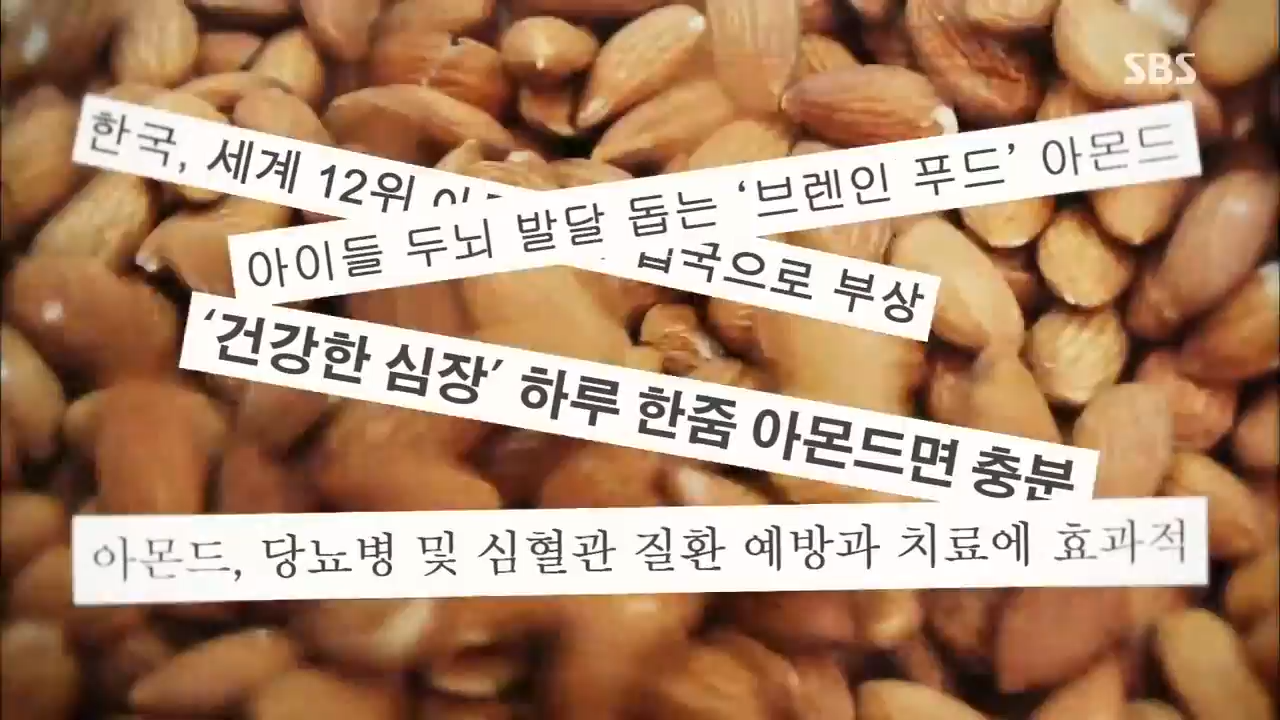 SBS
한국, 세계 12위
국으로 부상
아이들 두뇌 발달 돕는 ‘브레인 푸드’ 아몬드
‘건강한 심장’ 하루 한줌 아몬드면 충분
아몬드, 당뇨병 및 심혈관 질환 예방과 치료에 효과적